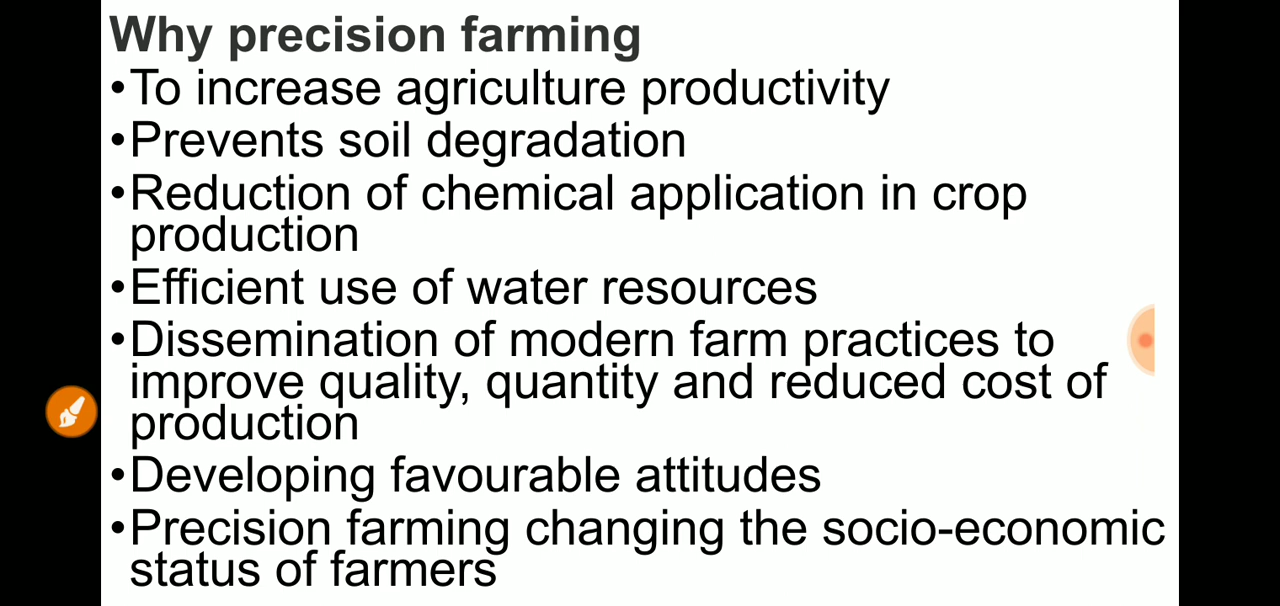 Why precision farming
•To increase agriculture productivity
•Prevents soil degradation
•Reduction of chemical application in crop
production
•Efficient use of water resources
•Dissemination of modern farm practices to
improve quality, quantity and reduced cost of
production
•Developing favourable attitudes
•Precision farming changing the socio-economic
status of farmers